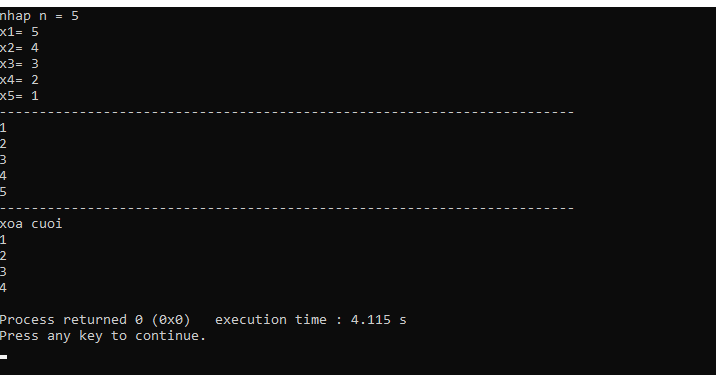 nhap n = 5
x1= 5
x2= 4
x3= 3
x4= 2
x5= 1
------------------------------------------------------------------------
1
2
3
4
5
------------------------------------------------------------------------
xoa cuoi
1
2
3
4
Process returned 0 (0x0)   execution time : 4.115 s
Press any key to continue.